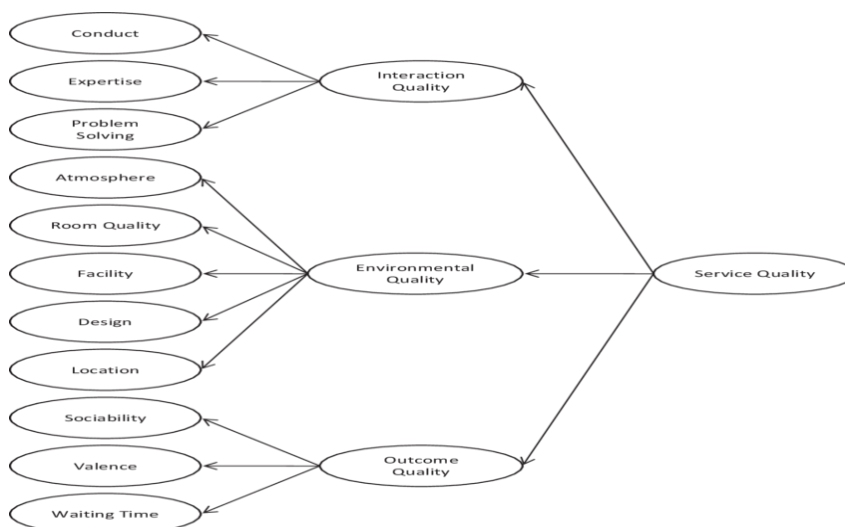 Conduct
Expertise
Problem
Solving
Atmosphere
Room Quality
Facility
Design
Location
Sociability
Valence
Waiting Time
Interaction
Quality
Environmental
Quality
Outcome
Quality
Service Quality